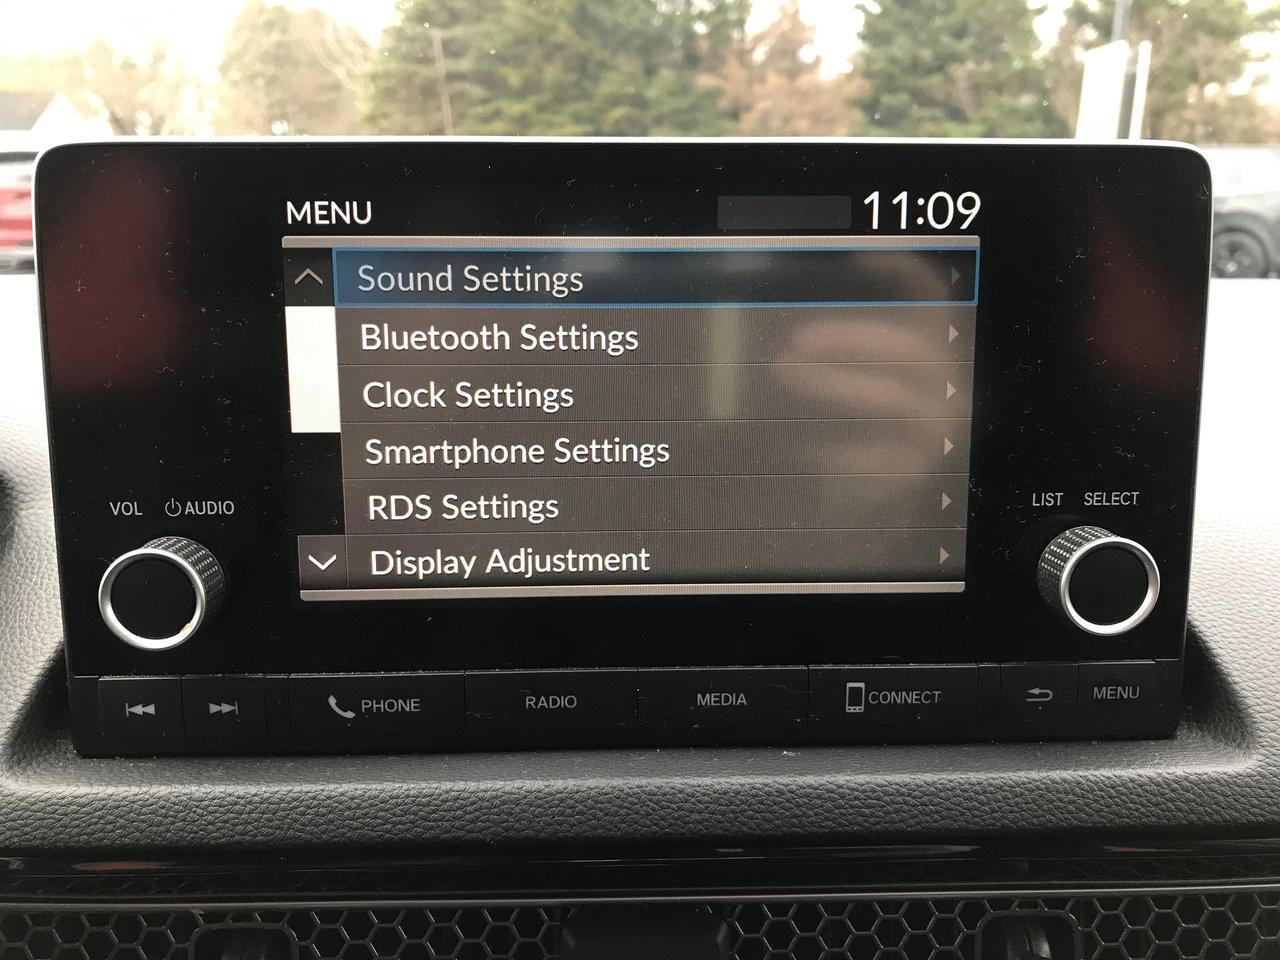 MENU 11:09
Sound Settings
Bluetooth Settings
Clock Settings
Smartphone Settings
RDS Settings
Display Adjustment
VOL AUDIO
LIST SELECT
PHONE RADIO MEDIA CONNECT MENU